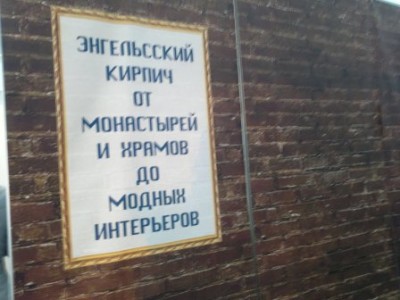 ЭНГЕЛЬССКИЙ
КИРПИЧ
ОТ
МОНАСТЫРЕЙ
И ХРАМОВ
ДО
МОДНЫХ
ИНТЕРЬЕРОВ